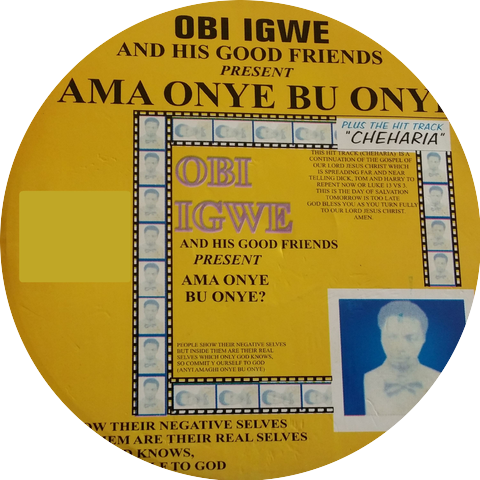 OBI IGWE
AND HIS GOOD FRIENDS
PRESENT
AMA ONYE BU ONYE
PLUS THE HIT TRACK
"CHEHARIA"
THIS HIT TRACK (CHEHARIA) IS A
CONTINUATION OF THE GOSPEL OF
OUR LORD JESUS CHRIST WHICH
IS SPREADING FAR AND NEAR
TELLING DICK, TOM AND HARRY TO
REPENT NOW OR LUKE 13 VS 3.
THIS IS THE DAY OF SALVATION
TOMORROW IS TOO LATE
GOD BLESS YOU AS YOU TURN FULLY
TO OUR LORD JESUS CHRIST
AMEN.
OBI
IGWE
AND HIS GOOD FRIENDS
PRESENT
AMA ONYE
BU ONYE?
PEOPLE SHOW THEIR NEGATIVE SELVES
BUT INSIDE THEM ARE THEIR REAL
SELVES WHICH ONLY GOD KNOWS,
SO COMMIT Y OURSELF TO GOD
(ANYI AMAGHI ONYE BU ONYE)
OW THEIR NEGATIVE SELVES
EM ARE THEIR REAL SELVES
KNOWS,
TO GOD